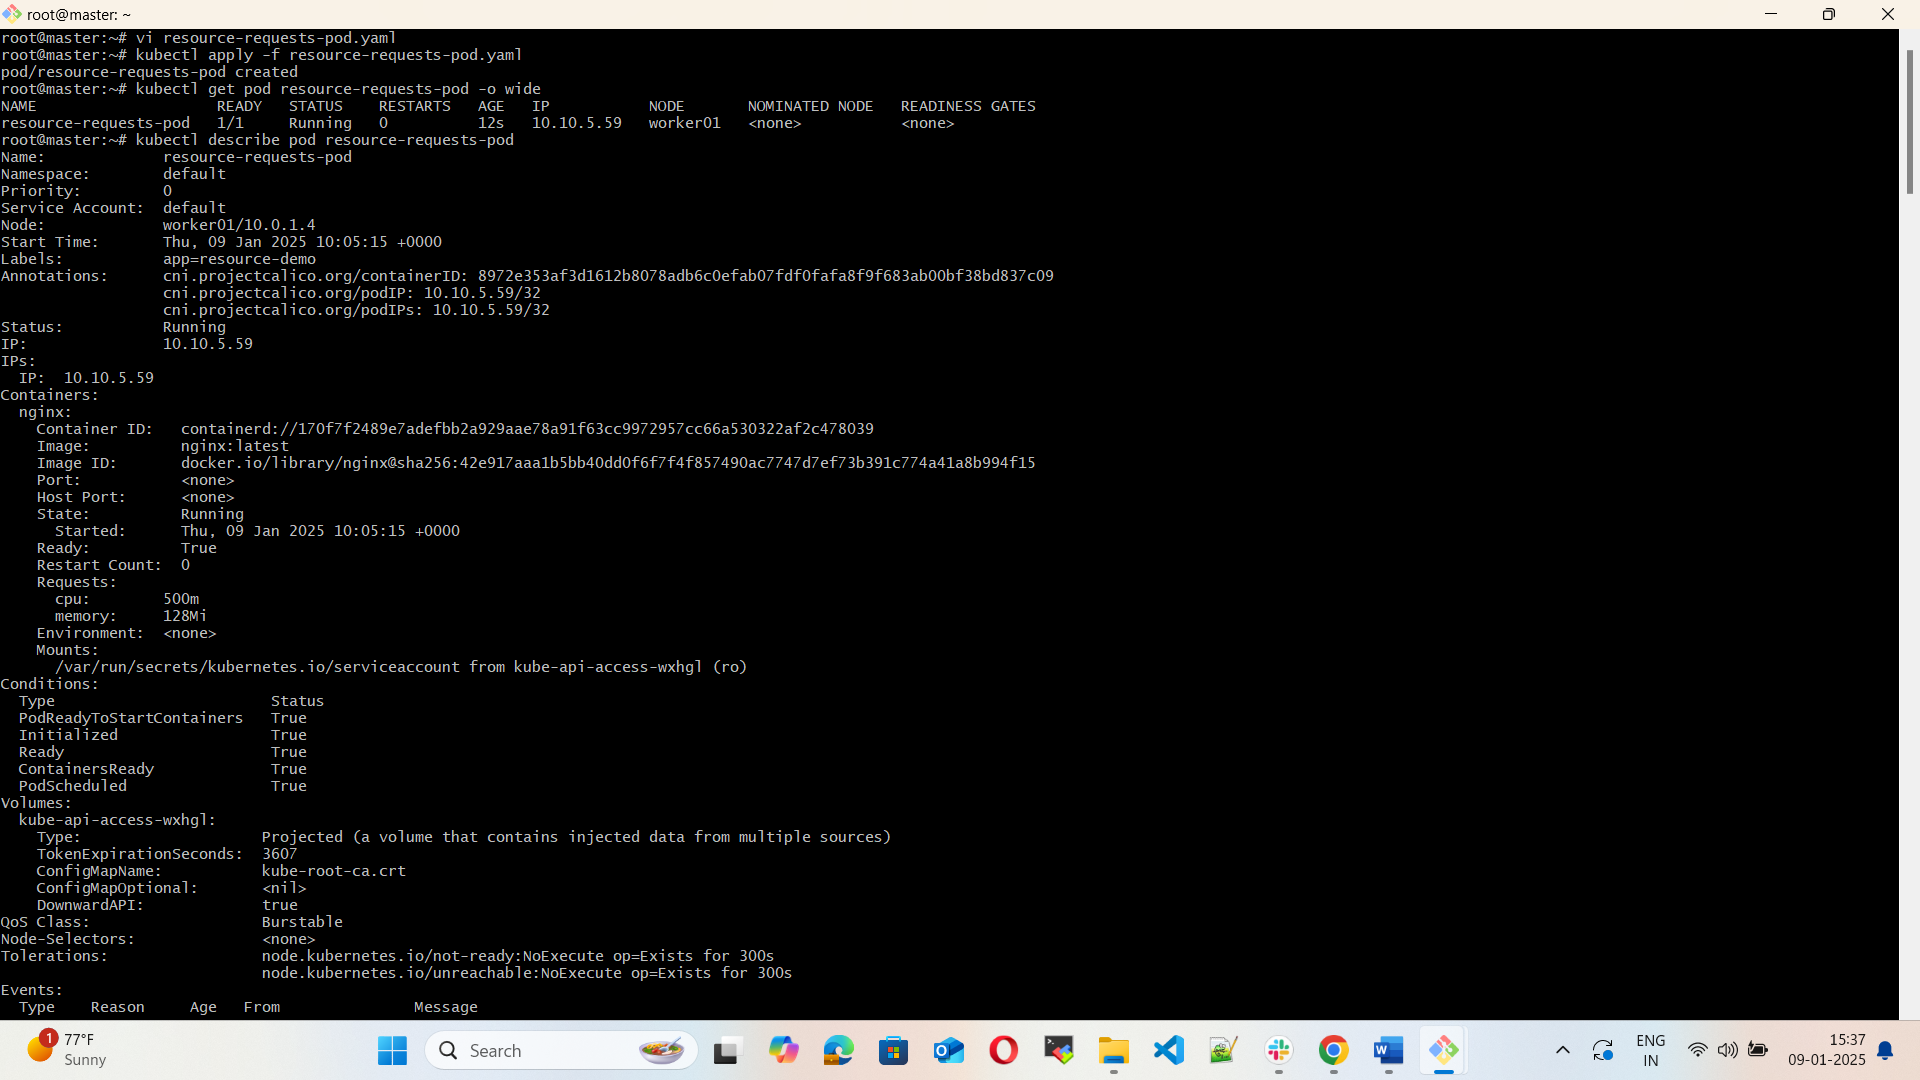 root@master: ~
root@master:~# vi resource-requests-pod.yaml
root@master:~# kubectl apply -f resource-requests-pod.yaml
pod/resource-requests-pod created
root@master:~# kubectl get pod resource-requests-pod -o wide
NAME                    READY   STATUS    RESTARTS   AGE   IP           NODE       NOMINATED NODE   READINESS GATES
resource-requests-pod   1/1     Running   0          12s   10.10.5.59   worker01   <none>           <none>
root@master:~# kubectl describe pod resource-requests-pod
Name:             resource-requests-pod
Namespace:        default
Priority:         0
Service Account:  default
Node:             worker01/10.0.1.4
Start Time:       Thu, 09 Jan 2025 10:05:15 +0000
Labels:           app=resource-demo
Annotations:      cni.projectcalico.org/containerID: 8972e353af3d1612b8078adb6c0efab07fdf0fafa8f9f683ab00bf38bd837c09
                  cni.projectcalico.org/podIP: 10.10.5.59/32
                  cni.projectcalico.org/podIPs: 10.10.5.59/32
Status:           Running
IP:               10.10.5.59
IPs:
  IP:  10.10.5.59
Containers:
  nginx:
    Container ID:   containerd://170f7f2489e7adefbb2a929aae78a91f63cc9972957cc66a530322af2c478039
    Image:          nginx:latest
    Image ID:       docker.io/library/nginx@sha256:42e917aaa1b5bb40dd0f6f7f4f857490ac7747d7ef73b391c774a41a8b994f15
    Port:           <none>
    Host Port:      <none>
    State:          Running
      Started:      Thu, 09 Jan 2025 10:05:15 +0000
    Ready:          True
    Restart Count:  0
    Requests:
      cpu:        500m
      memory:     128Mi
    Environment:  <none>
    Mounts:
      /var/run/secrets/kubernetes.io/serviceaccount from kube-api-access-wxhgl (ro)
Conditions:
  Type                        Status
  PodReadyToStartContainers   True
  Initialized                 True
  Ready                       True
  ContainersReady             True
  PodScheduled                True
Volumes:
  kube-api-access-wxhgl:
    Type:                    Projected (a volume that contains injected data from multiple sources)
    TokenExpirationSeconds:  3607
    ConfigMapName:           kube-root-ca.crt
    ConfigMapOptional:       <nil>
    DownwardAPI:             true
QoS Class:                   Burstable
Node-Selectors:              <none>
Tolerations:                 node.kubernetes.io/not-ready:NoExecute op=Exists for 300s
                             node.kubernetes.io/unreachable:NoExecute op=Exists for 300s
Events:
  Type    Reason     Age   From               Message
1
77°F
Sunny
Search
ENG
IN
15:37
09-01-2025